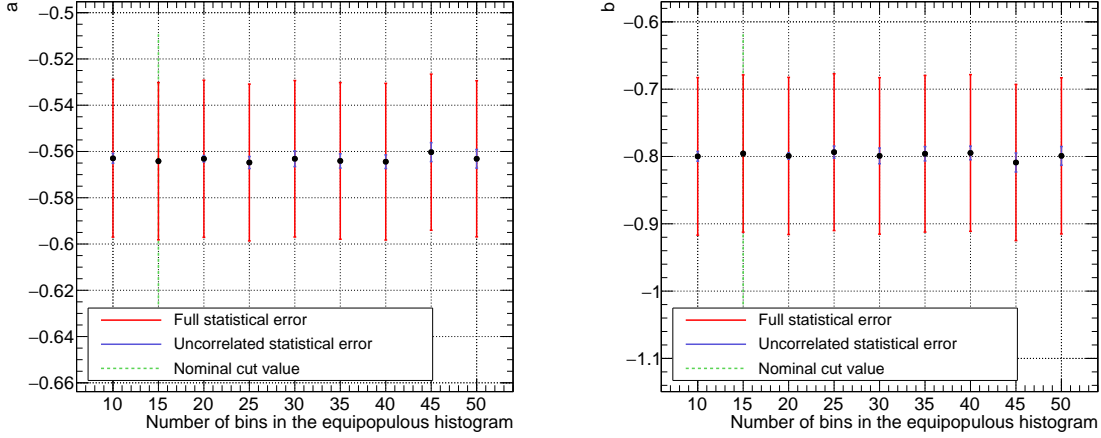 a
−0.5
−0.52
−0.54
−0.56
−0.58
−0.6
−0.62
−0.64
−0.66
Full statistical error
Uncorrelated statistical error
Nominal cut value
10 15 20 25 30 35 40 45 50
Number of bins in the equipopulous histogram
b
−0.6
−0.7
−0.8
−0.9
−1
−1.1
Full statistical error
Uncorrelated statistical error
Nominal cut value
10 15 20 25 30 35 40 45 50
Number of bins in the equipopulous histogram